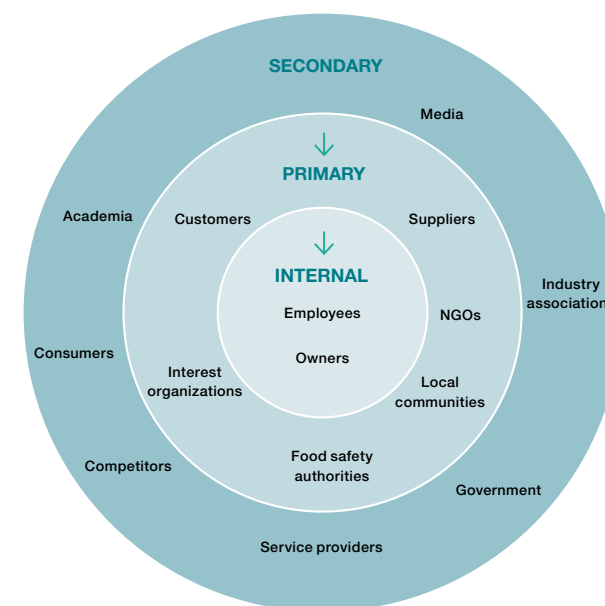 SECONDARY
Media
PRIMARY
Academia
Customers
Suppliers
INTERNAL
Industry
association
Employees
NGOs
Consumers
Owners
Interest
organizations
Local
communities
Food safety
authorities
Competitors
Government
Service providers